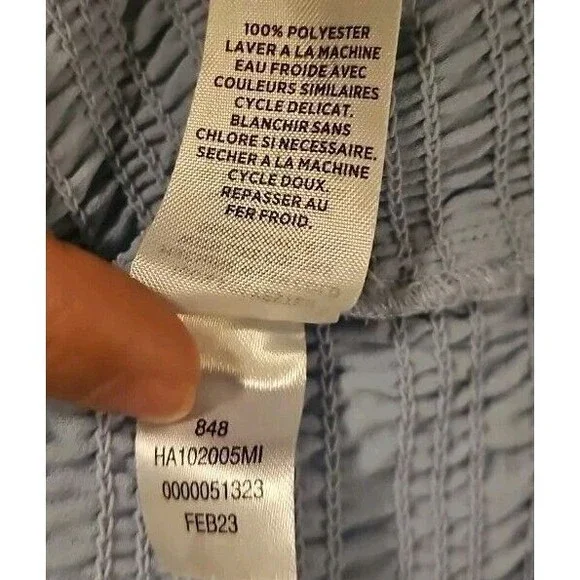 100% POLYESTER
LAVER A LA MACHINE
EAU FROIDE AVEC
COULEURS SIMILAIRES
CYCLE DELICAT.
BLANCHIR SANS
CHLORE SI NECESSAIRE.
SECHER A LA MACHINE
CYCLE DOUX.
REPASSER AU
FER FROID.
848
HA102005MI
0000051323
FEB23